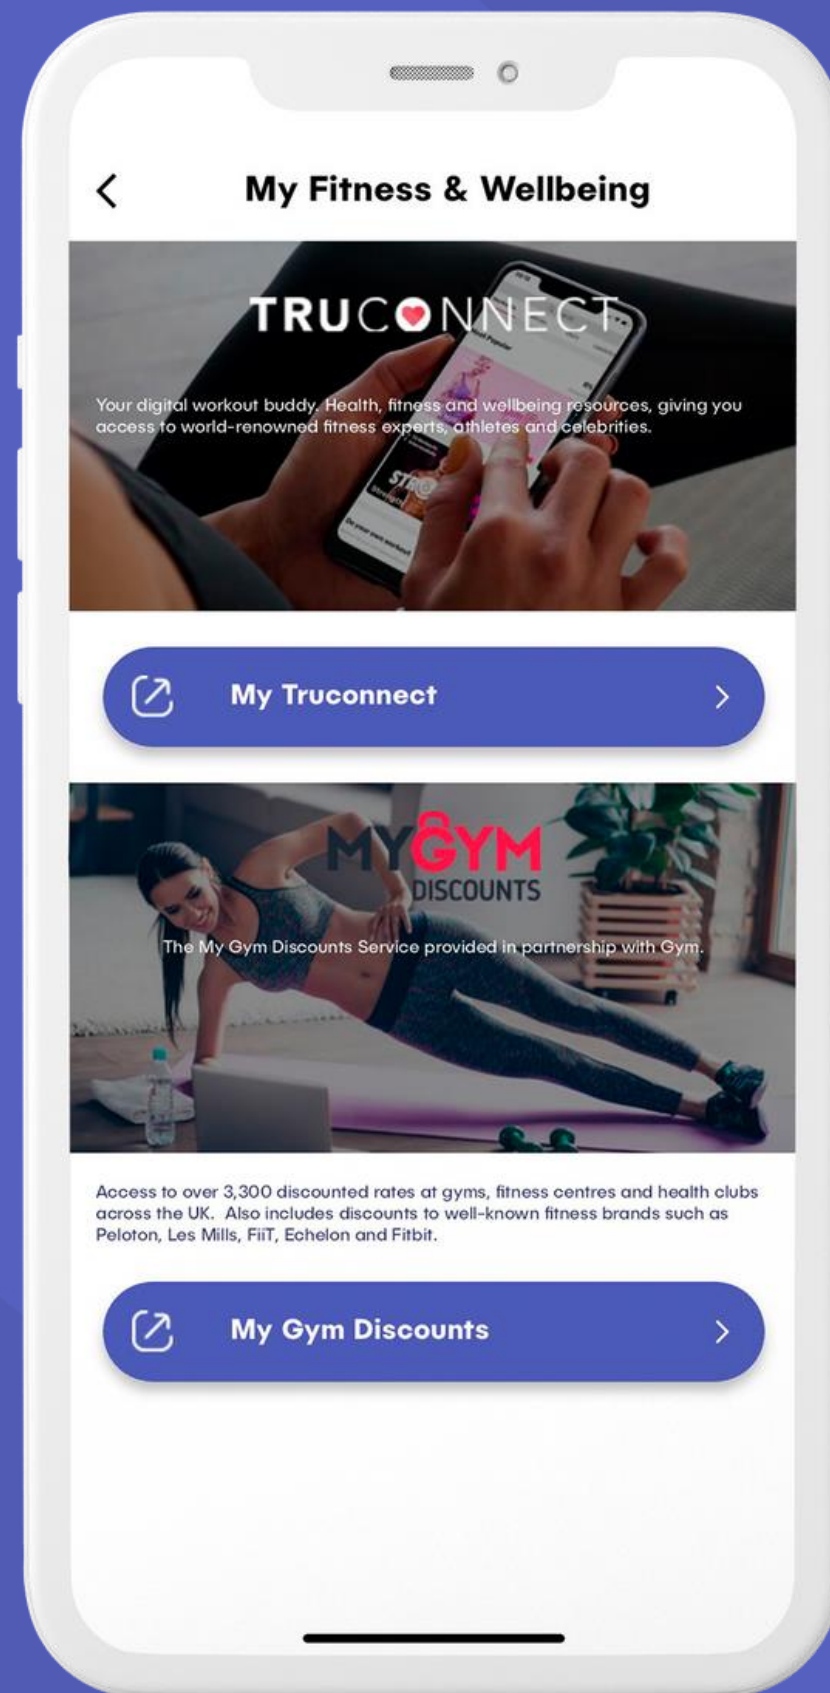 My Fitness & Wellbeing
TRUCONNECT
Your digital workout buddy. Health, fitness and wellbeing resources, giving you
access to world-renowned fitness experts, athletes and celebrities.
My Truconnect
MYGYM
DISCOUNTS
The My Gym Discounts Service provided in partnership with Gym.
Access to over 3,300 discounted rates at gyms, fitness centres and health clubs
across the UK.  Also includes discounts to well-known fitness brands such as
Peloton, Les Mills, FiiT, Echelon and Fitbit.
My Gym Discounts